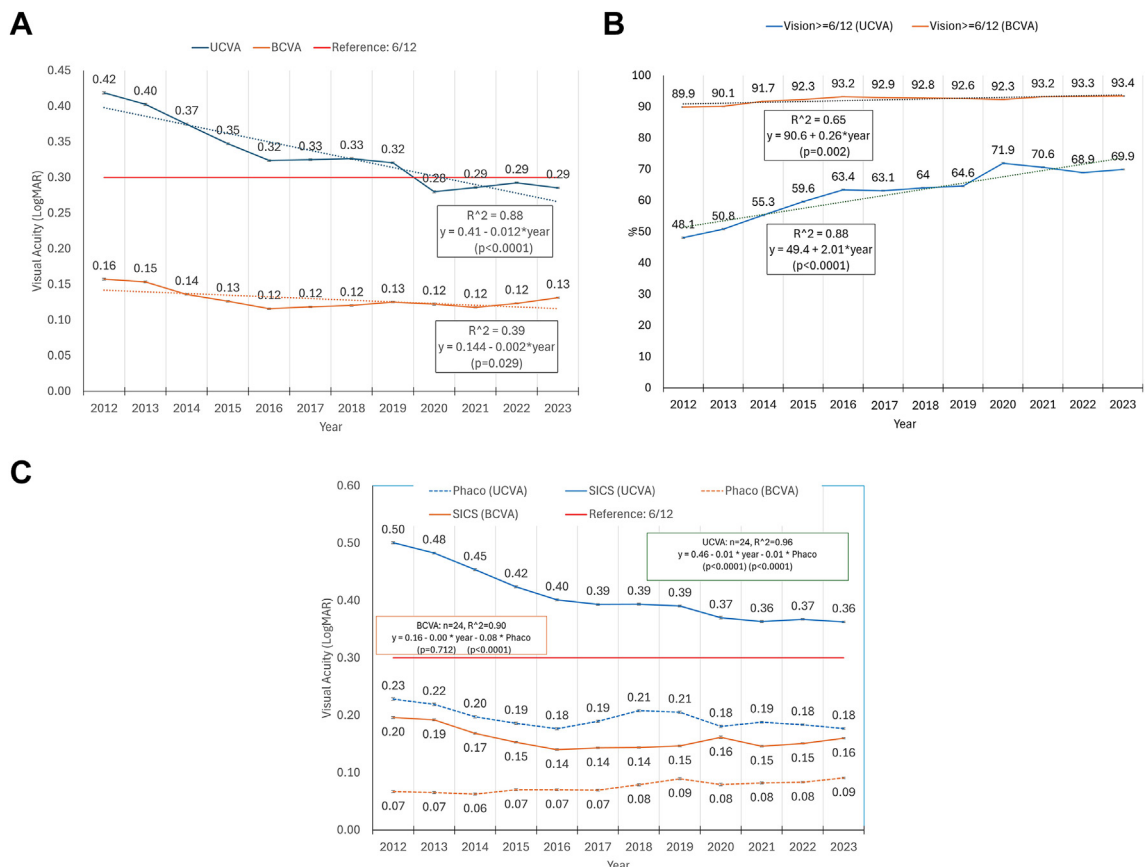 A
UCVA BCVA Reference: 6/12
0.45
0.40
0.35
0.30
0.25
0.20
0.15
0.10
0.05
0.00
Visual Acuity (LogMAR)
0.42 0.40 0.37 0.35 0.32 0.33 0.33 0.32 0.28 0.29 0.29 0.29
R^2 = 0.88
y = 0.41 - 0.012*year
(p<0.0001)
0.16 0.15 0.14 0.13 0.12 0.12 0.12 0.13 0.12 0.12 0.12 0.13
R^2 = 0.39
y = 0.144 - 0.002*year
(p=0.029)
2012 2013 2014 2015 2016 2017 2018 2019 2020 2021 2022 2023
Year
B
Vision>=6/12 (UCVA) Vision>=6/12 (BCVA)
100
90
80
70
60
50
40
30
20
10
0
%
89.9 90.1 91.7 92.3 93.2 92.9 92.8 92.6 92.3 93.2 93.3 93.4
R^2 = 0.65
y = 90.6 + 0.26*year
(p=0.002)
48.1 50.8 55.3 59.6 63.4 63.1 64 64.6 71.9 70.6 68.9 69.9
R^2 = 0.88
y = 49.4 + 2.01*year
(p<0.0001)
2012 2013 2014 2015 2016 2017 2018 2019 2020 2021 2022 2023
Year
C
Phaco (UCVA) SICS (UCVA) Phaco (BCVA)
SICS (BCVA) Reference: 6/12
0.60
0.50
0.40
0.30
0.20
0.10
0.00
Visual Acuity (LogMAR)
0.50 0.48 0.45 0.42 0.40 0.39 0.39 0.39 0.37 0.36 0.37 0.36
UCVA: n=24, R^2=0.96
y = 0.46 - 0.01 * year - 0.01 * Phaco
(p<0.0001) (p<0.0001)
BCVA: n=24, R^2=0.90
y = 0.16 - 0.00 * year - 0.08 * Phaco
(p=0.712) (p<0.0001)
0.23 0.22 0.20 0.19 0.18 0.19 0.21 0.21 0.18 0.19 0.18 0.18
0.20 0.19 0.17 0.15 0.14 0.14 0.14 0.15 0.16 0.15 0.15 0.16
0.07 0.07 0.06 0.07 0.07 0.07 0.08 0.09 0.08 0.08 0.08 0.09
2012 2013 2014 2015 2016 2017 2018 2019 2020 2021 2022 2023
Year